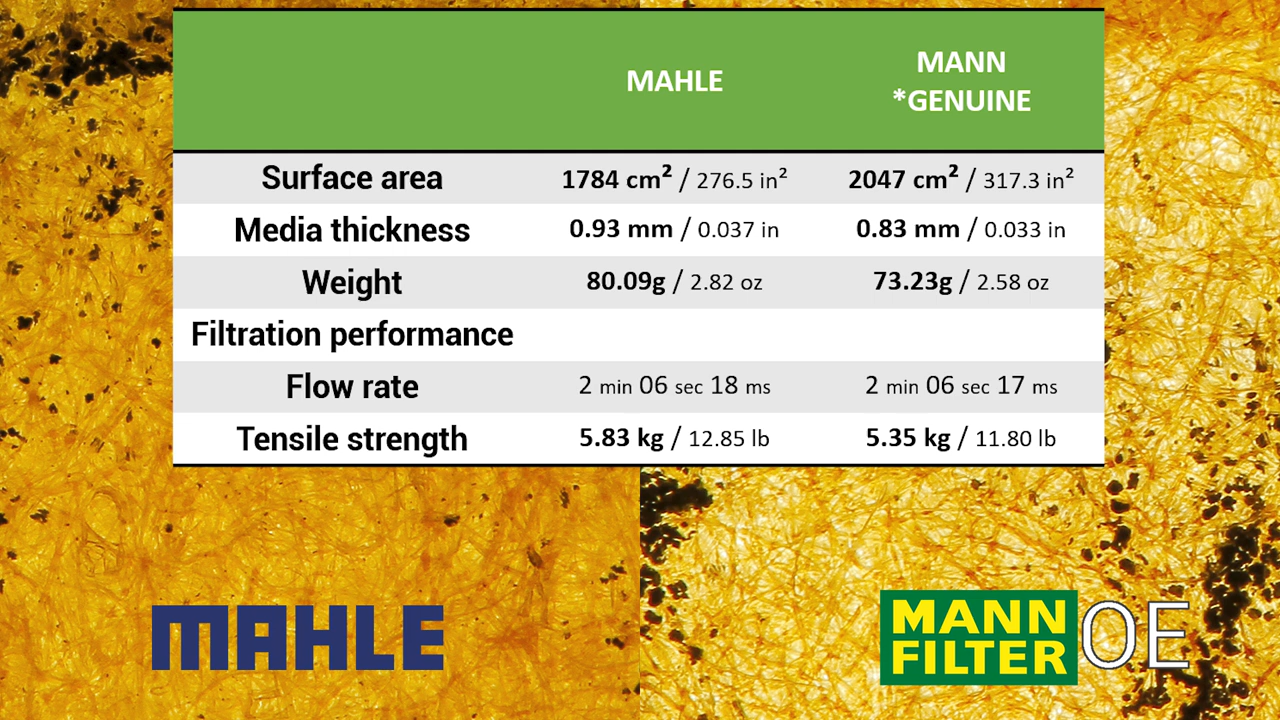 MAHLE
MANN
*GENUINE
Surface area 1784 cm² / 276.5 in² 2047 cm² / 317.3 in²
Media thickness 0.93 mm / 0.037 in 0.83 mm / 0.033 in
Weight 80.09g / 2.82 oz 73.23g / 2.58 oz
Filtration performance
Flow rate 2 min 06 sec 18 ms 2 min 06 sec 17 ms
Tensile strength 5.83 kg / 12.85 lb 5.35 kg / 11.80 lb
MAHLE
MANN
FILTER OE